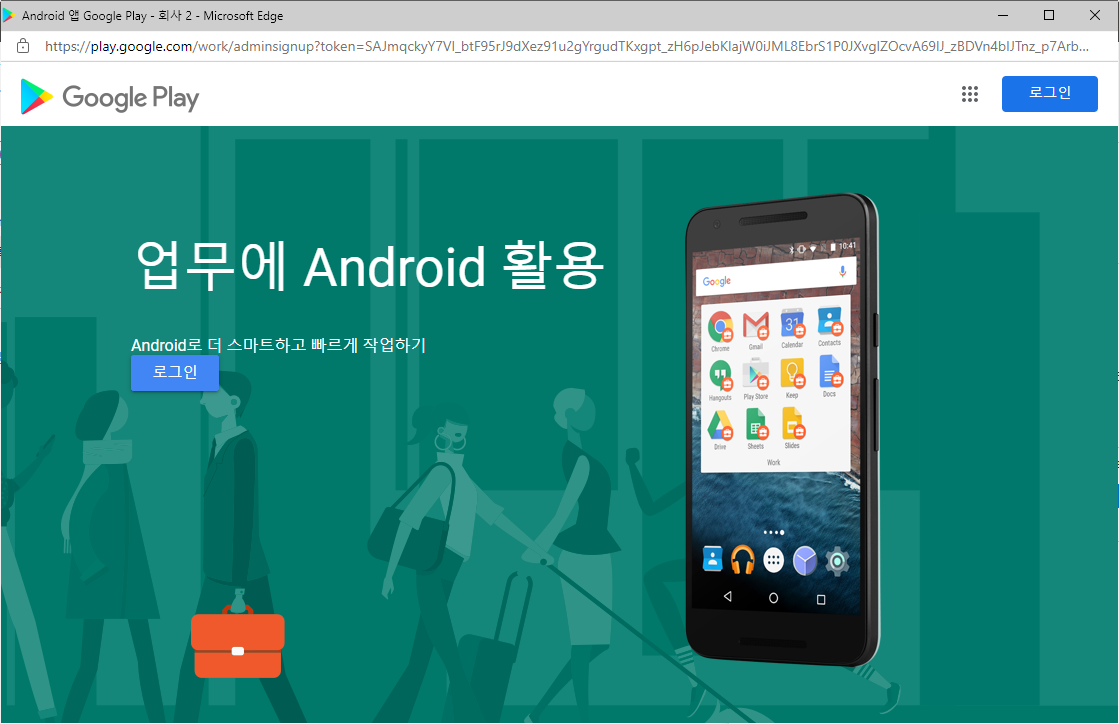 Android 앱 Google Play - 회사 2 - Microsoft Edge
https://play.google.com/work/adminsignup?token=SAJmqckyY7Vl_btF95rJ9dXez91u2gYrgudTKxgpt_zH6pJebKlajW0iJML8EbrS1P0JXvglZOcvA69lJ_zBDVn4blJTnz_p7Arb...
Google Play
로그인
업무에 Android 활용
Android로 더 스마트하고 빠르게 작업하기
로그인
10:41
Google
31
Chrome Gmail Calendar Contacts
Hangouts Play Store Keep Docs
Drive Sheets Slides
Work